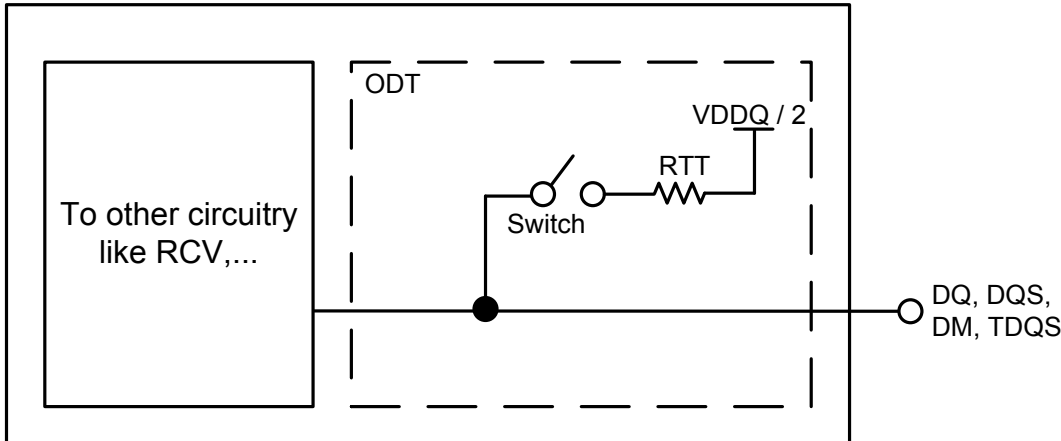 ODT
VDDQ / 2
RTT
Switch
To other circuitry
like RCV,...
DQ, DQS,
DM, TDQS